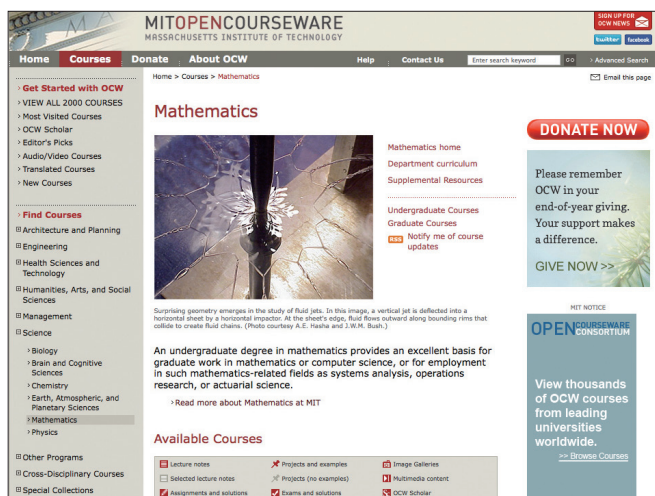 MITOPENCOURSEWARE
MASSACHUSETTS INSTITUTE OF TECHNOLOGY
SIGN UP FOR
OCW NEWS
twitter facebook
Home Courses Donate About OCW Help Contact Us Enter search keyword GO › Advanced Search
Home > Courses > Mathematics
Email this page
› Get Started with OCW
› VIEW ALL 2000 COURSES
› Most Visited Courses
› OCW Scholar
› Editor's Picks
› Audio/Video Courses
› Translated Courses
› New Courses
› Find Courses
Architecture and Planning
Engineering
Health Sciences and
Technology
Humanities, Arts, and Social
Sciences
Management
Science
› Biology
› Brain and Cognitive
Sciences
› Chemistry
› Earth, Atmospheric, and
Planetary Sciences
› Mathematics
› Physics
Other Programs
Cross-Disciplinary Courses
Special Collections
Mathematics
Mathematics home
Department curriculum
Supplemental Resources
Undergraduate Courses
Graduate Courses
RSS Notify me of course
updates
Surprising geometry emerges in the study of fluid jets. In this image, a vertical jet is deflected into a
horizontal sheet by a horizontal impactor. At the sheet's edge, fluid flows outward along bounding rims that
collide to create fluid chains. (Photo courtesy A.E. Hasha and J.W.M. Bush.)
An undergraduate degree in mathematics provides an excellent basis for
graduate work in mathematics or computer science, or for employment
in such mathematics-related fields as systems analysis, operations
research, or actuarial science.
› Read more about Mathematics at MIT
Available Courses
Lecture notes Projects and examples Image Galleries
Selected lecture notes Projects (no examples) Multimedia content
Assignments and solutions Exams and solutions OCW Scholar
DONATE NOW
Please remember
OCW in your
end-of-year giving.
Your support makes
a difference.
GIVE NOW >>
MIT NOTICE
OPENCOURSEWARE
CONSORTIUM
View thousands
of OCW courses
from leading
universities
worldwide.
>> Browse Courses